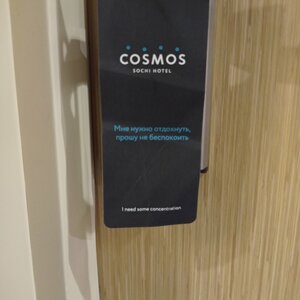 COSMOS
SOCHI HOTEL
Мне нужно отдохнуть,
прошу не беспокоить
I need some concentration